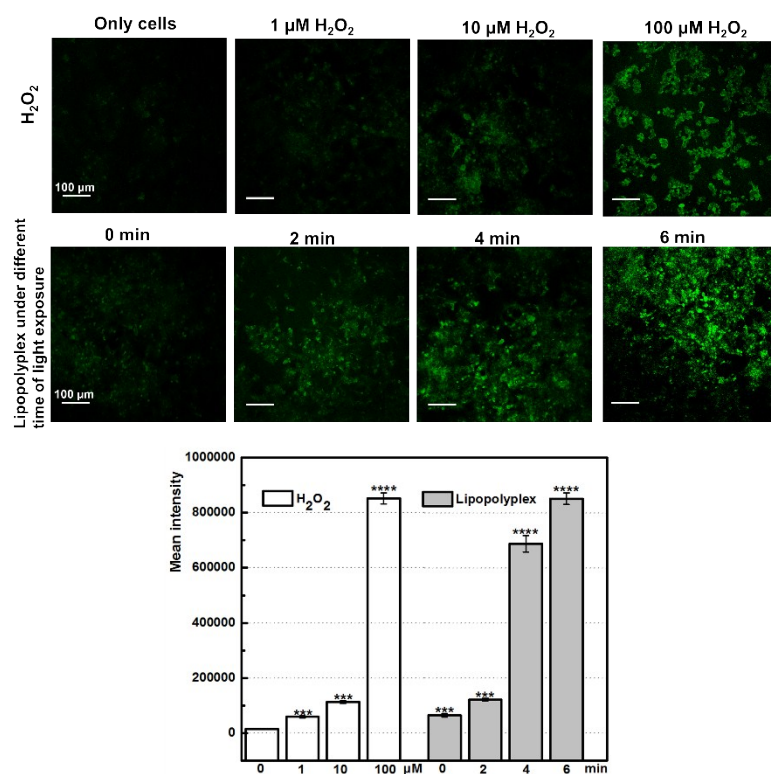 Only cells
1 µM H₂O₂
10 µM H₂O₂
100 µM H₂O₂
H₂O₂
100 µm
0 min
2 min
4 min
6 min
Lipopolyplex under different
time of light exposure
100 µm
1000000
800000
600000
400000
200000
0
Mean intensity
H₂O₂
Lipopolyplex
***
***
****
***
***
****
****
0 1 10 100 µM 0 2 4 6 min